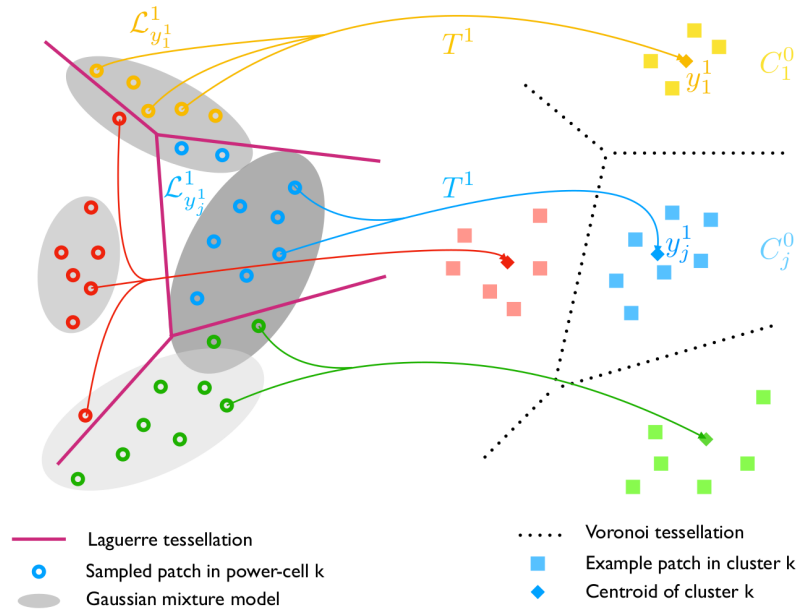 𝓛¹_{y₁¹} T¹ C₁⁰
y₁¹
𝓛¹_{y_j¹} T¹ y_j¹ C_j⁰
Laguerre tessellation
Sampled patch in power-cell k
Gaussian mixture model
Voronoi tessellation
Example patch in cluster k
Centroid of cluster k